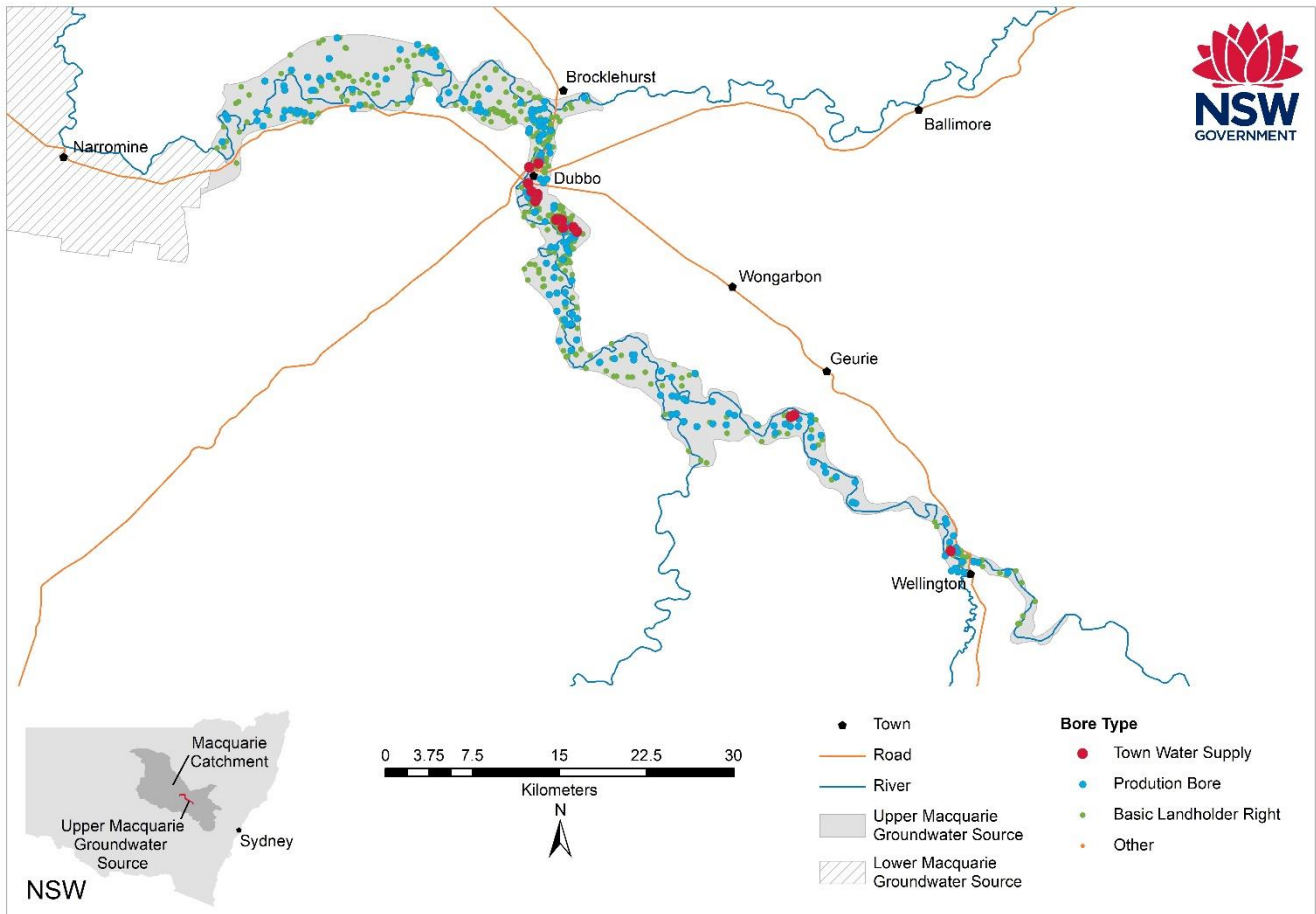 Brocklehurst
Ballimore
NSW
GOVERNMENT
Narromine
Dubbo
Wongarbon
Geurie
Wellington
Macquarie
Catchment
Upper Macquarie
Groundwater
Source
Sydney
NSW
0 3.75 7.5 15 22.5 30
Kilometers
N
Town
Road
River
Upper Macquarie
Groundwater Source
Lower Macquarie
Groundwater Source
Bore Type
Town Water Supply
Prodution Bore
Basic Landholder Right
Other